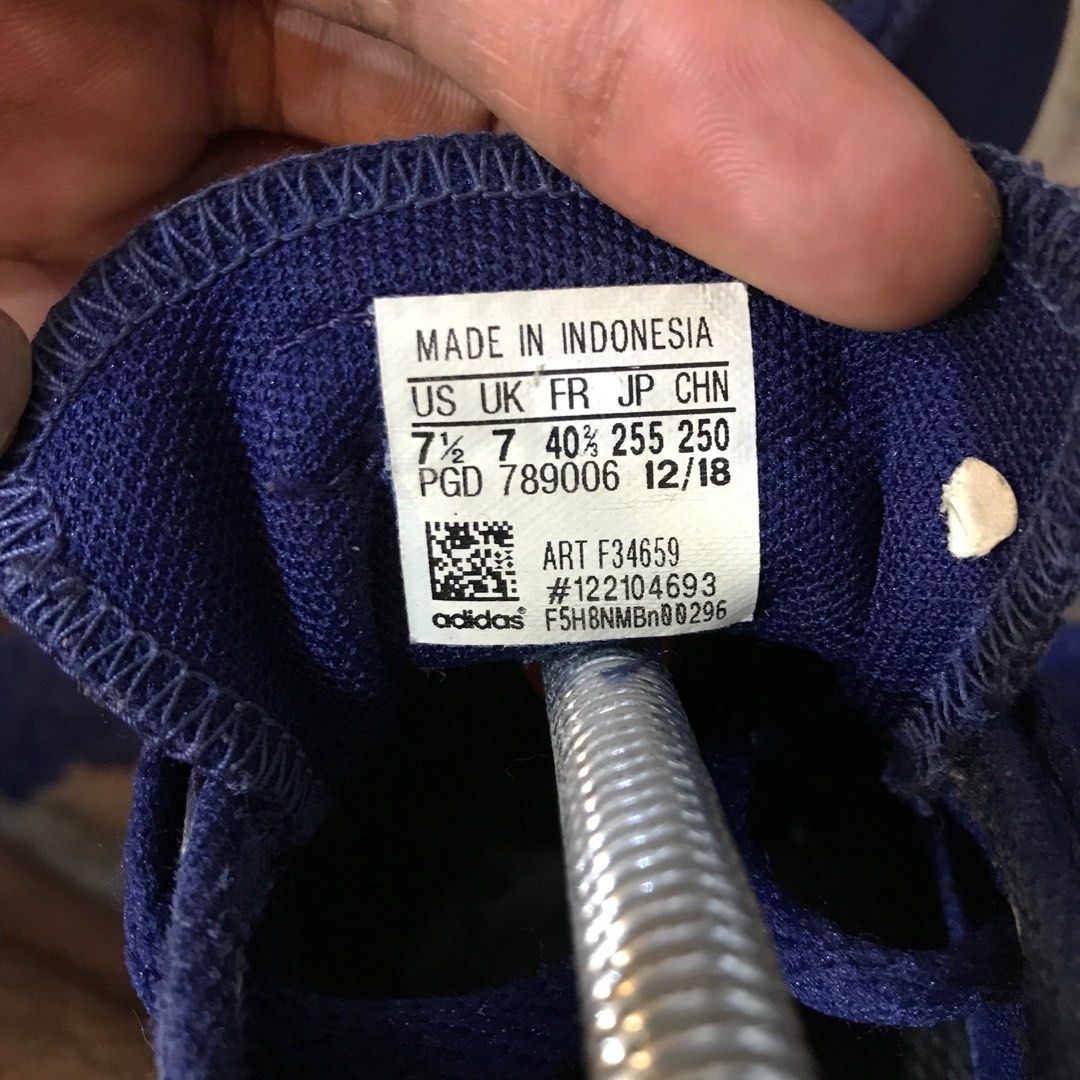 MADE IN INDONESIA
US UK FR JP CHN
7½ 7 40⅔ 255 250
PGD 789006 12/18
ART F34659
#122104693
adidas® F5H8NMBn00296